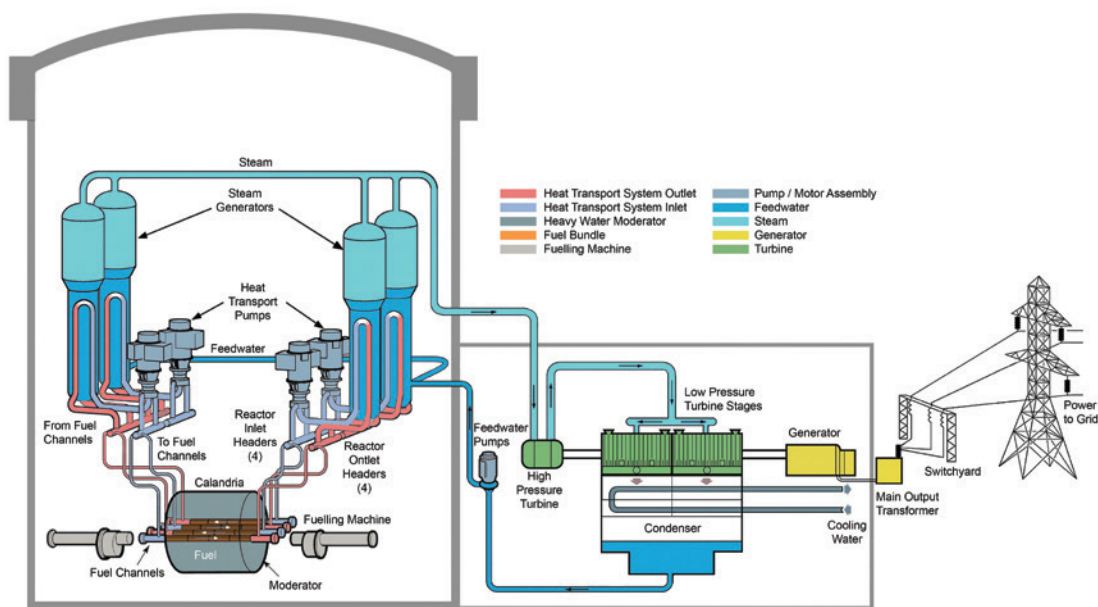 Steam
Steam
Generators
Heat
Transport
Pumps
Feedwater
From Fuel
Channels
To Fuel
Channels
Reactor
Inlet
Headers
(4)
Reactor
Ontlet
Headers
(4)
Calandria
Fuelling Machine
Fuel
Fuel Channels
Moderator
Heat Transport System Outlet
Heat Transport System Inlet
Heavy Water Moderator
Fuel Bundle
Fuelling Machine
Pump / Motor Assembly
Feedwater
Steam
Generator
Turbine
Feedwater
Pumps
High
Pressure
Turbine
Low Pressure
Turbine Stages
Condenser
Cooling
Water
Generator
Main Output
Transformer
Switchyard
Power
to Grid